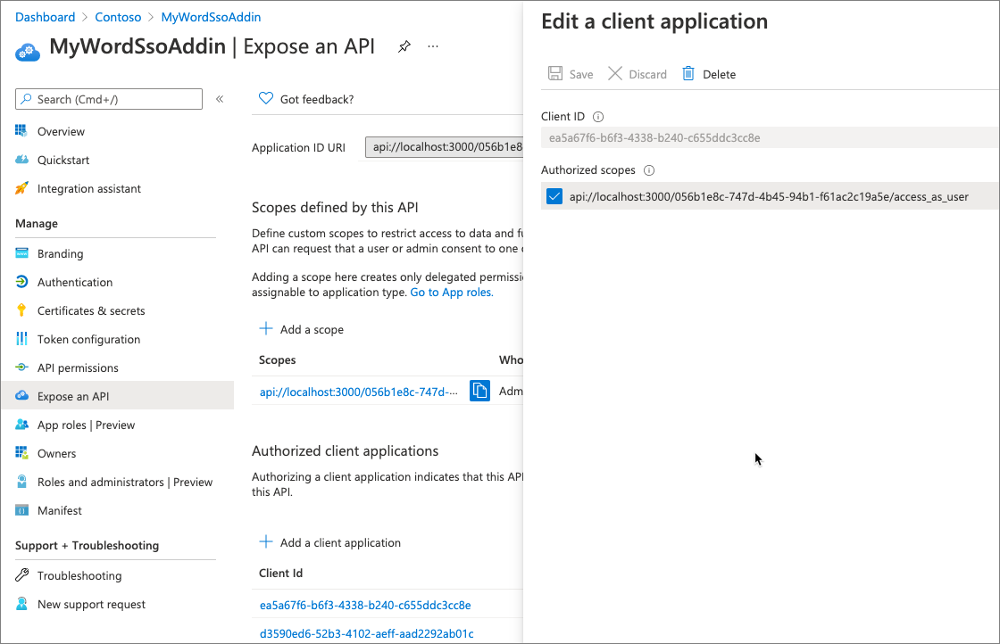 Dashboard > Contoso > MyWordSsoAddin
MyWordSsoAddin | Expose an API
Search (Cmd+/)
Overview
Quickstart
Integration assistant
Manage
Branding
Authentication
Certificates & secrets
Token configuration
API permissions
Expose an API
App roles | Preview
Owners
Roles and administrators | Preview
Manifest
Support + Troubleshooting
Troubleshooting
New support request
Got feedback?
Application ID URI
api://localhost:3000/056b1e8
Scopes defined by this API
Define custom scopes to restrict access to data and fu
API can request that a user or admin consent to one
Adding a scope here creates only delegated permissi
assignable to application type. Go to App roles.
Add a scope
Scopes
Who
api://localhost:3000/056b1e8c-747d-...
Adm
Authorized client applications
Authorizing a client application indicates that this API
this API.
Add a client application
Client Id
ea5a67f6-b6f3-4338-b240-c655ddc3cc8e
d3590ed6-52b3-4102-aeff-aad2292ab01c
Edit a client application
Save
Discard
Delete
Client ID
ea5a67f6-b6f3-4338-b240-c655ddc3cc8e
Authorized scopes
api://localhost:3000/056b1e8c-747d-4b45-94b1-f61ac2c19a5e/access_as_user